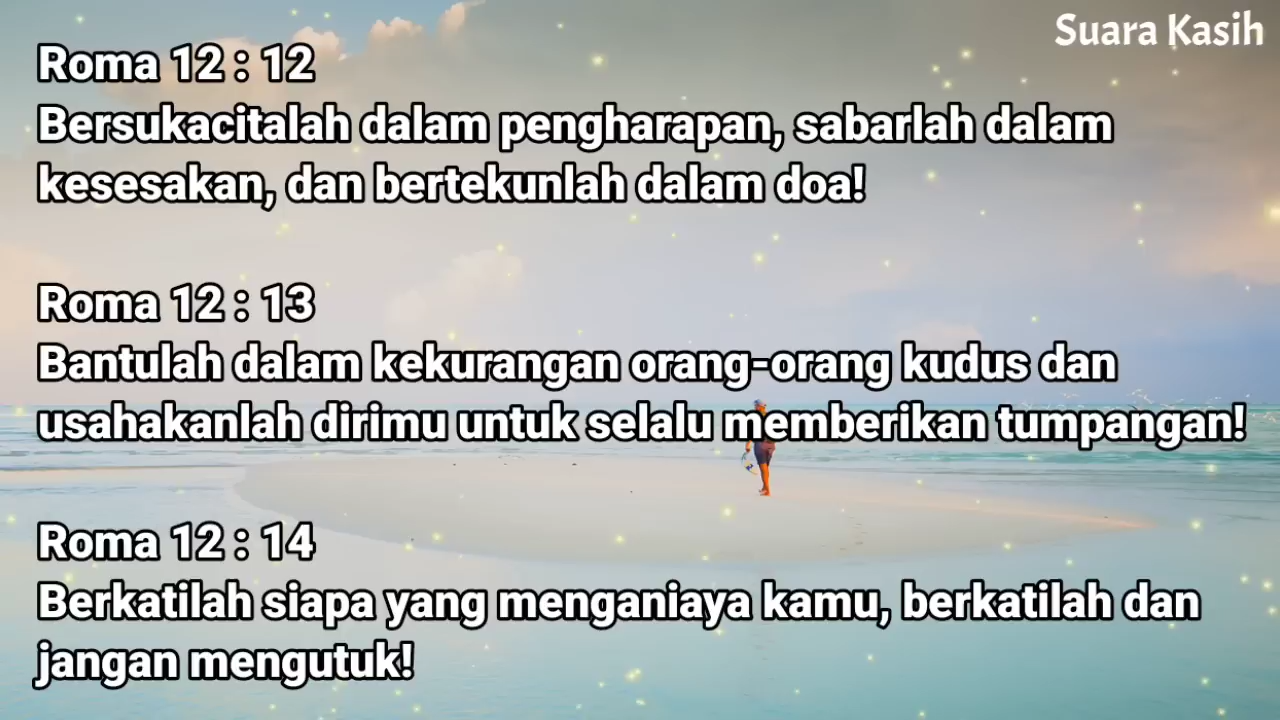 Suara Kasih
Roma 12 : 12
Bersukacitalah dalam pengharapan, sabarlah dalam
kesesakan, dan bertekunlah dalam doa!
Roma 12 : 13
Bantulah dalam kekurangan orang-orang kudus dan
usahakanlah dirimu untuk selalu memberikan tumpangan!
Roma 12 : 14
Berkatilah siapa yang menganiaya kamu, berkatilah dan
jangan mengutuk!